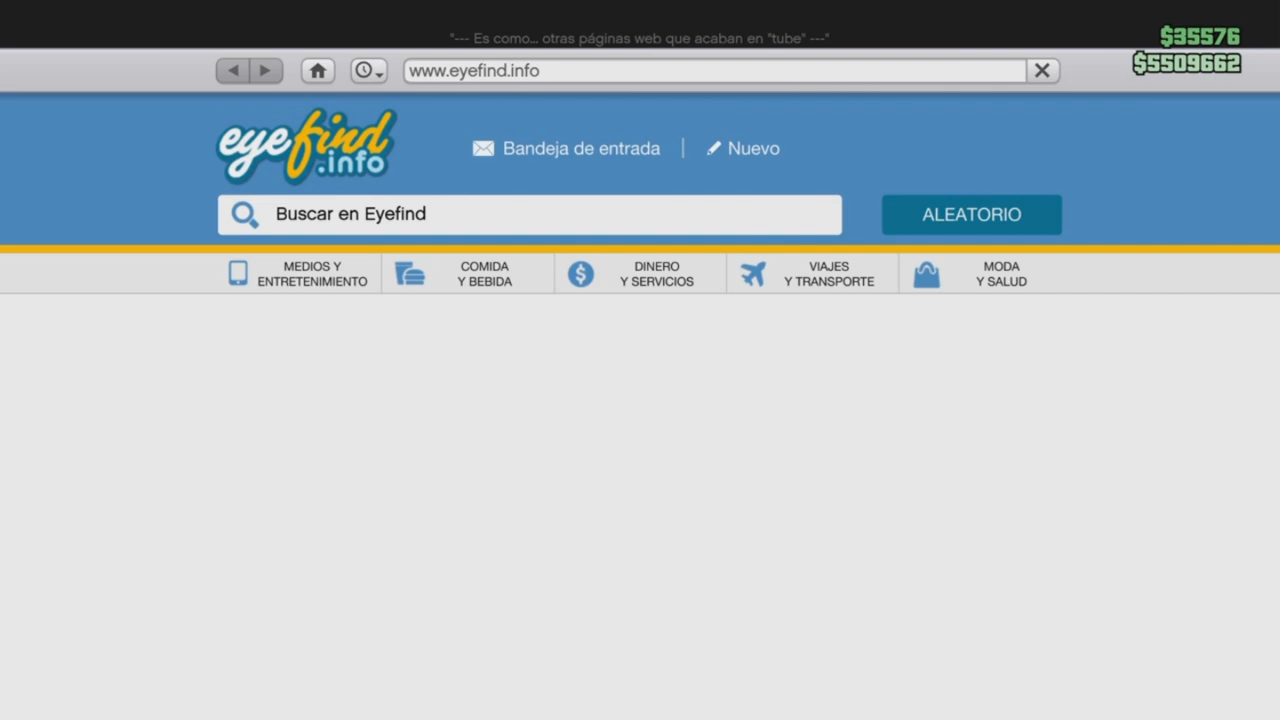 "--- Es como... otras páginas web que acaban en "tube" ---"
$35576
$5509662
www.eyefind.info
eyefind
.info
Bandeja de entrada
Nuevo
Buscar en Eyefind
ALEATORIO
MEDIOS Y
ENTRETENIMIENTO
COMIDA
Y BEBIDA
DINERO
Y SERVICIOS
VIAJES
Y TRANSPORTE
MODA
Y SALUD